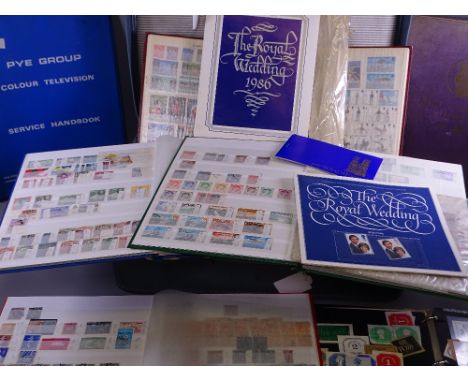 PYE GROUP
COLOUR TELEVISION
SERVICE HANDBOOK
The Royal
Wedding
1986
The
Royal Wedding